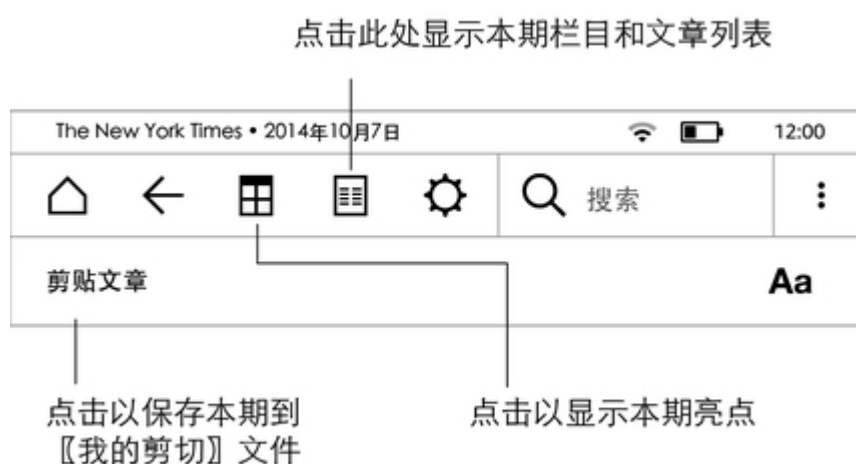 点击此处显示本期栏目和文章列表
The New York Times • 2014年10月7日
12:00
搜索
剪贴文章
Aa
点击以保存本期到
〖我的剪切〗文件
点击以显示本期亮点